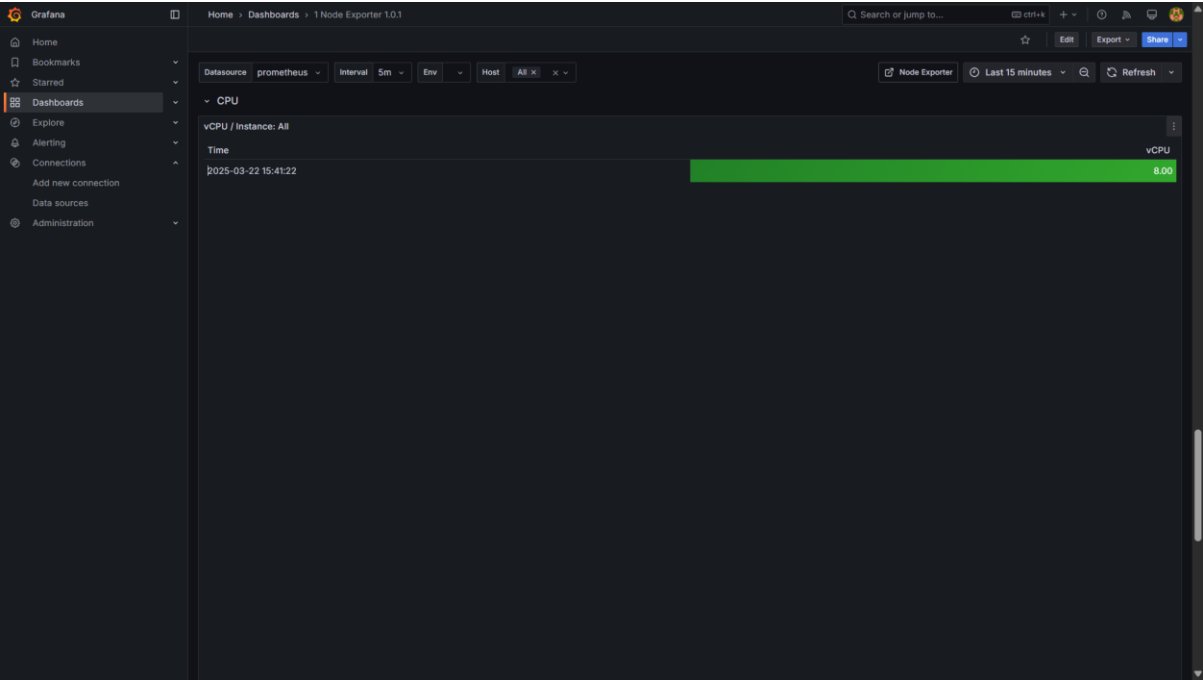 Grafana
Home › Dashboards › 1 Node Exporter 1.0.1
Search or jump to...
ctrl+k
Edit
Export
Share
Home
Bookmarks
Starred
Dashboards
Explore
Alerting
Connections
Add new connection
Data sources
Administration
Datasource prometheus Interval 5m Env Host All × ×
Node Exporter Last 15 minutes Refresh
CPU
vCPU / Instance: All
Time vCPU
2025-03-22 15:41:22 8.00